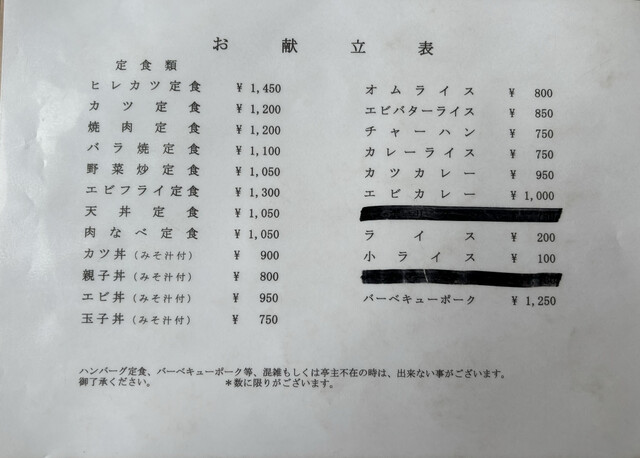 お献立表
定食類
ヒレカツ定食 ¥ 1,450
カツ定食 ¥ 1,200
焼肉定食 ¥ 1,200
バラ焼定食 ¥ 1,100
野菜炒定食 ¥ 1,050
エビフライ定食 ¥ 1,300
天丼定食 ¥ 1,050
肉なべ定食 ¥ 1,050
カツ丼(みそ汁付) ¥ 900
親子丼(みそ汁付) ¥ 800
エビ丼(みそ汁付) ¥ 950
玉子丼(みそ汁付) ¥ 750
オムライス ¥ 800
エビバターライス ¥ 850
チャーハン ¥ 750
カレーライス ¥ 750
カツカレー ¥ 950
エビカレー ¥ 1,000
ライス ¥ 200
小ライス ¥ 100
バーベキューポーク ¥ 1,250
ハンバーグ定食、バーベキューポーク等、混雑もしくは亭主不在の時は、出来ない事がございます。
御了承ください。 *数に限りがございます。